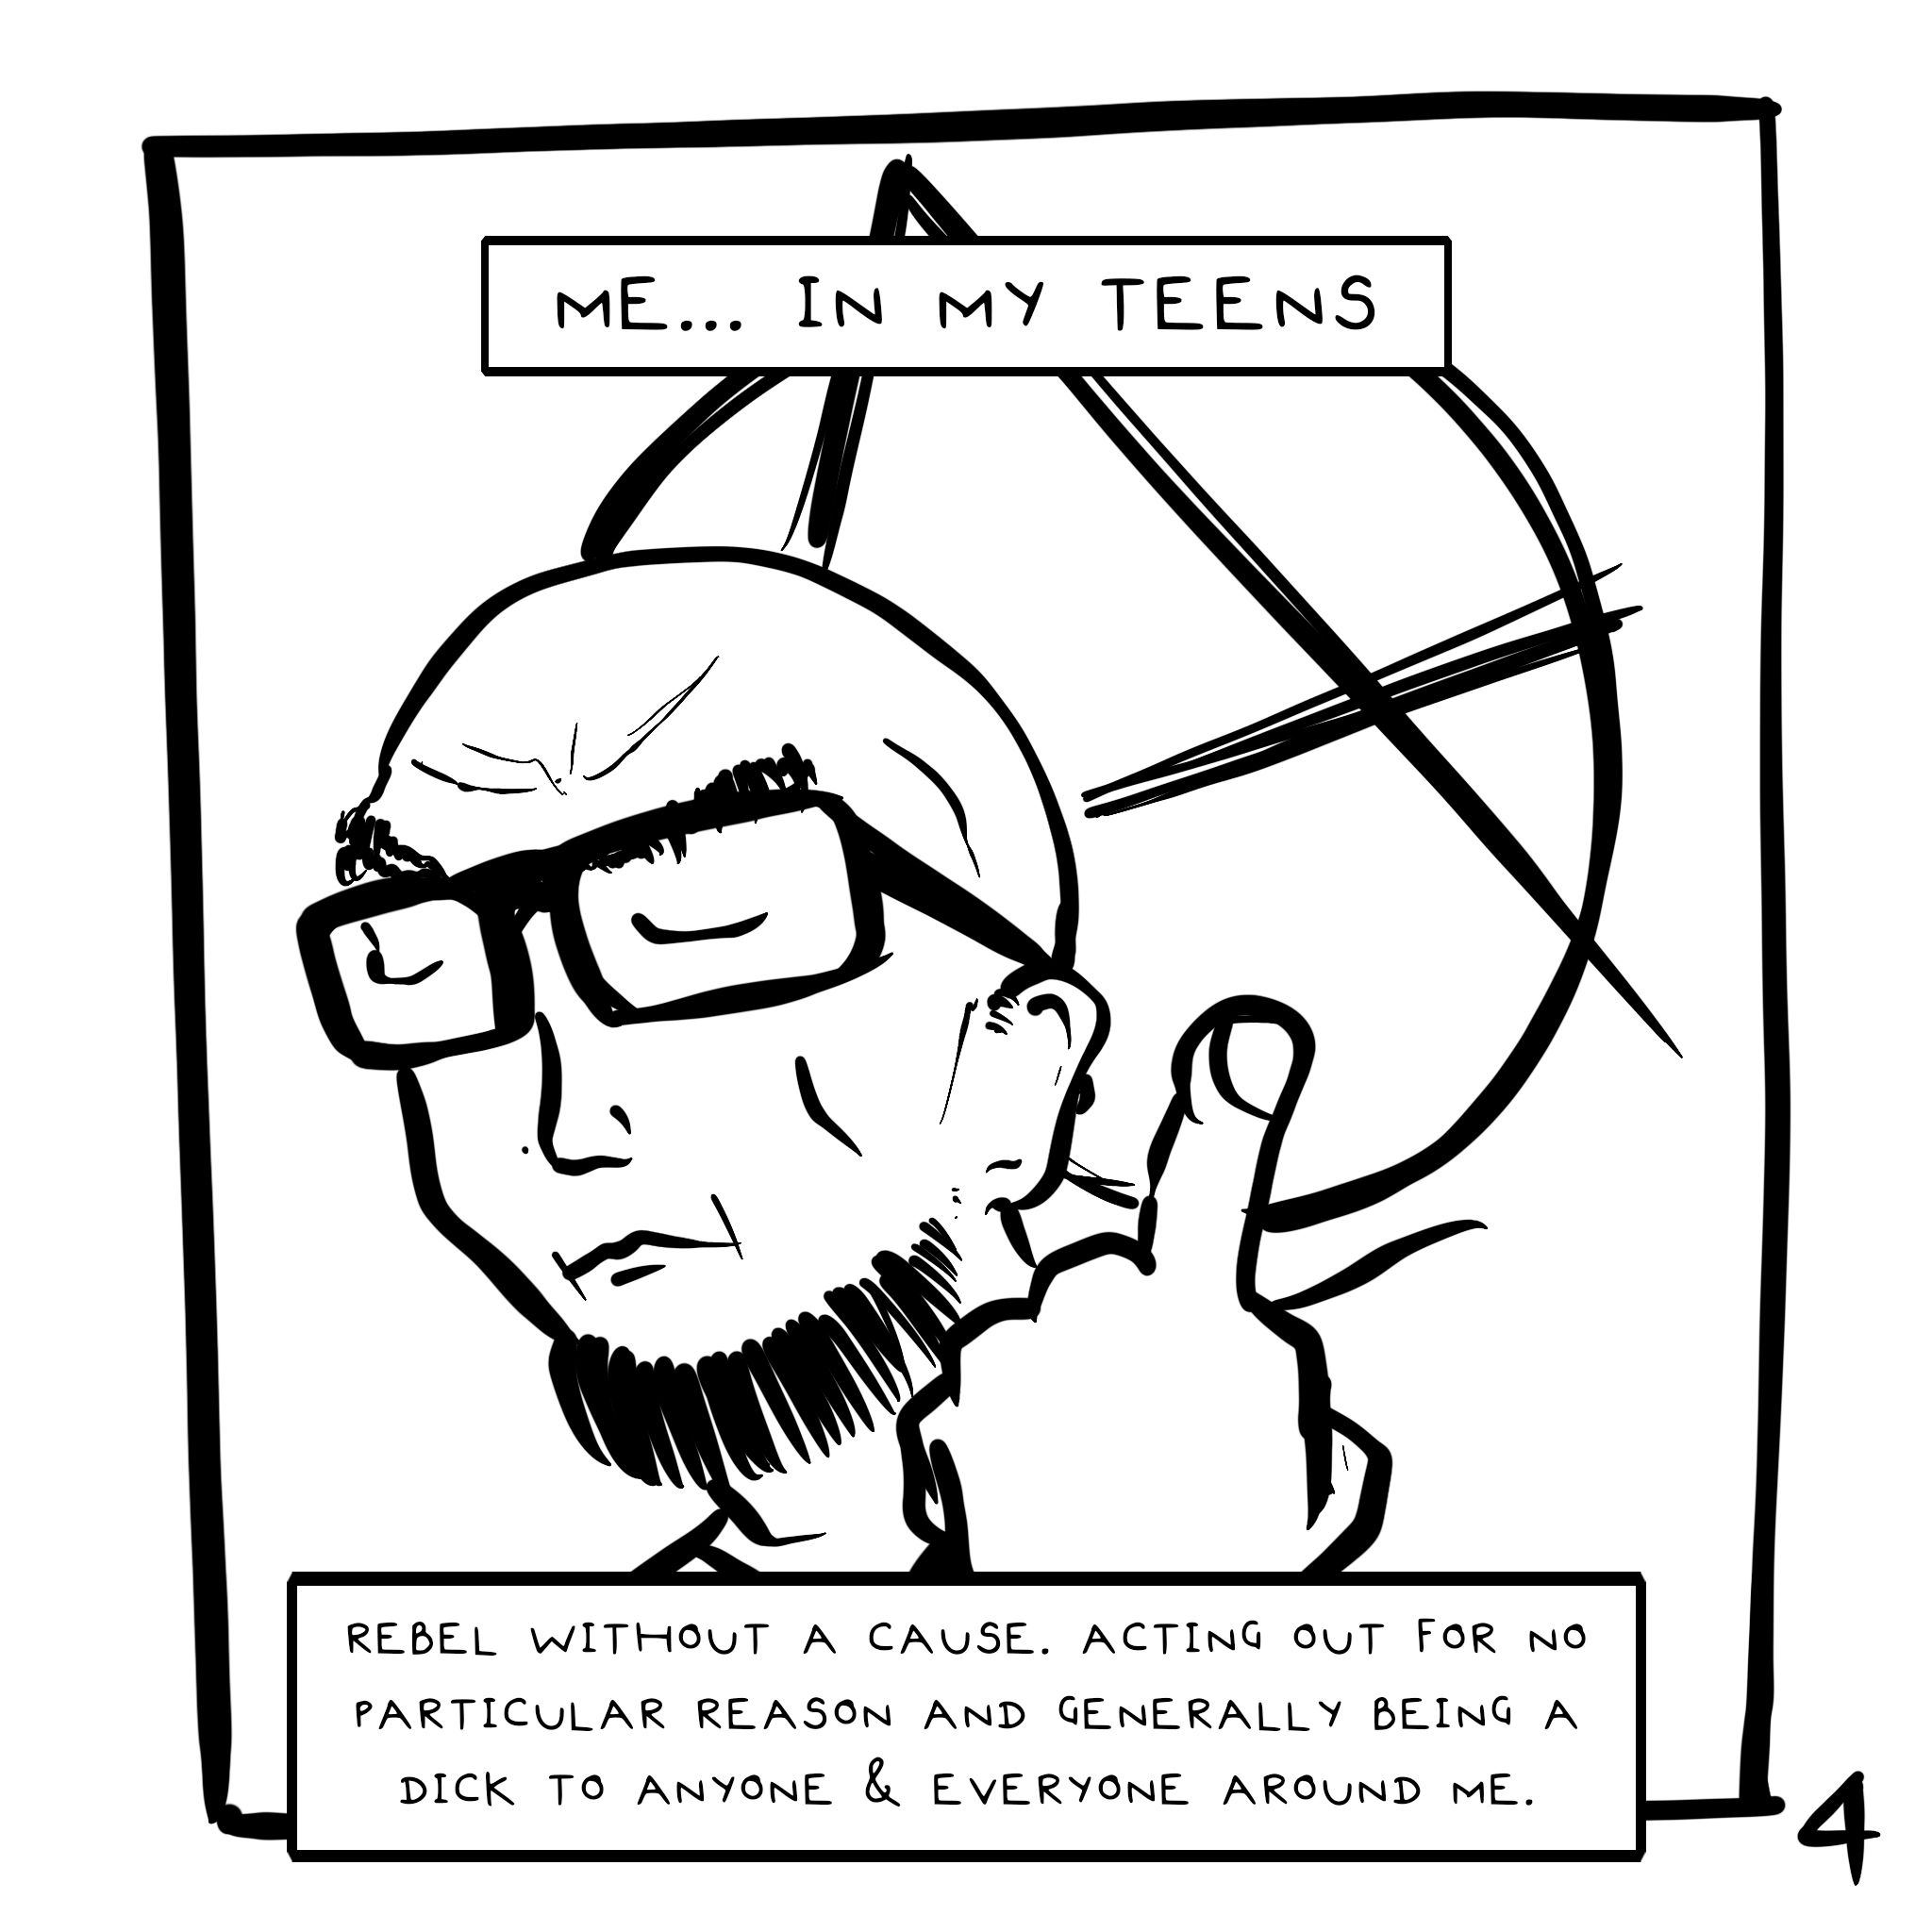 ME... IN MY TEENS
REBEL WITHOUT A CAUSE. ACTING OUT FOR NO
PARTICULAR REASON AND GENERALLY BEING A
DICK TO ANYONE & EVERYONE AROUND ME.
4